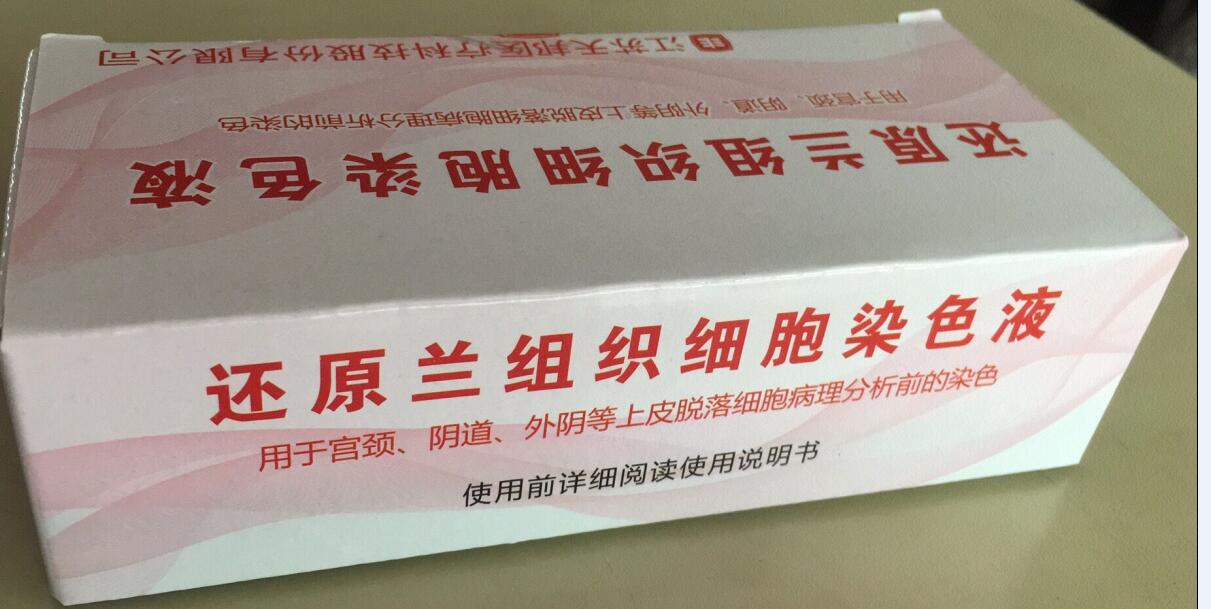 江苏天邦医疗科技股份有限公司
用于宫颈、阴道、外阴等上皮脱落细胞病理分析前的染色
还原兰组织细胞染色液
还原兰组织细胞染色液
用于宫颈、阴道、外阴等上皮脱落细胞病理分析前的染色
使用前详细阅读使用说明书